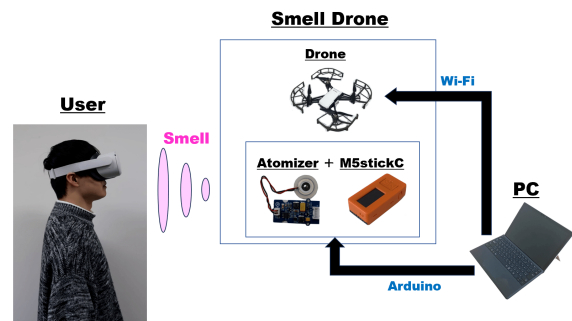 Smell Drone
Drone
Wi-Fi
User
Smell
Atomizer + M5stickC
PC
Arduino